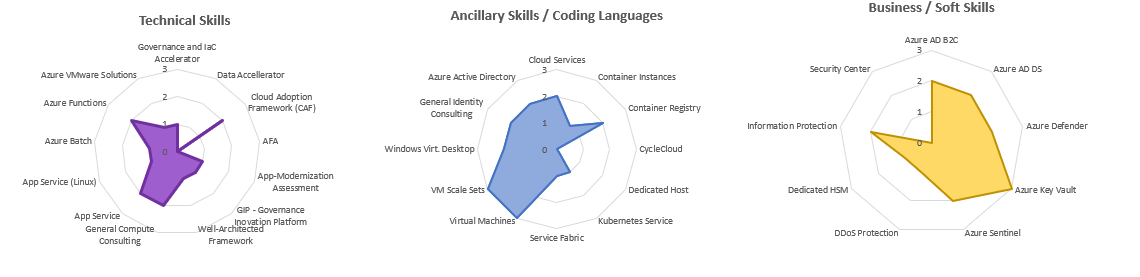 Technical Skills
Governance and IaC
Accelerator
Data Accellerator
Cloud Adoption
Framework (CAF)
AFA
App-Modernization
Assessment
GIP - Governance
Inovation Platform
Well-Architected
Framework
General Compute
Consulting
App Service
App Service (Linux)
Azure Batch
Azure Functions
Azure VMware Solutions
3
2
1
0
Ancillary Skills / Coding Languages
Cloud Services
Container Instances
Container Registry
CycleCloud
Dedicated Host
Kubernetes Service
Service Fabric
Virtual Machines
VM Scale Sets
Windows Virt. Desktop
General Identity
Consulting
Azure Active Directory
3
2
1
0
Business / Soft Skills
Azure AD B2C
Azure AD DS
Azure Defender
Azure Key Vault
Azure Sentinel
DDoS Protection
Dedicated HSM
Information Protection
Security Center
3
2
1
0